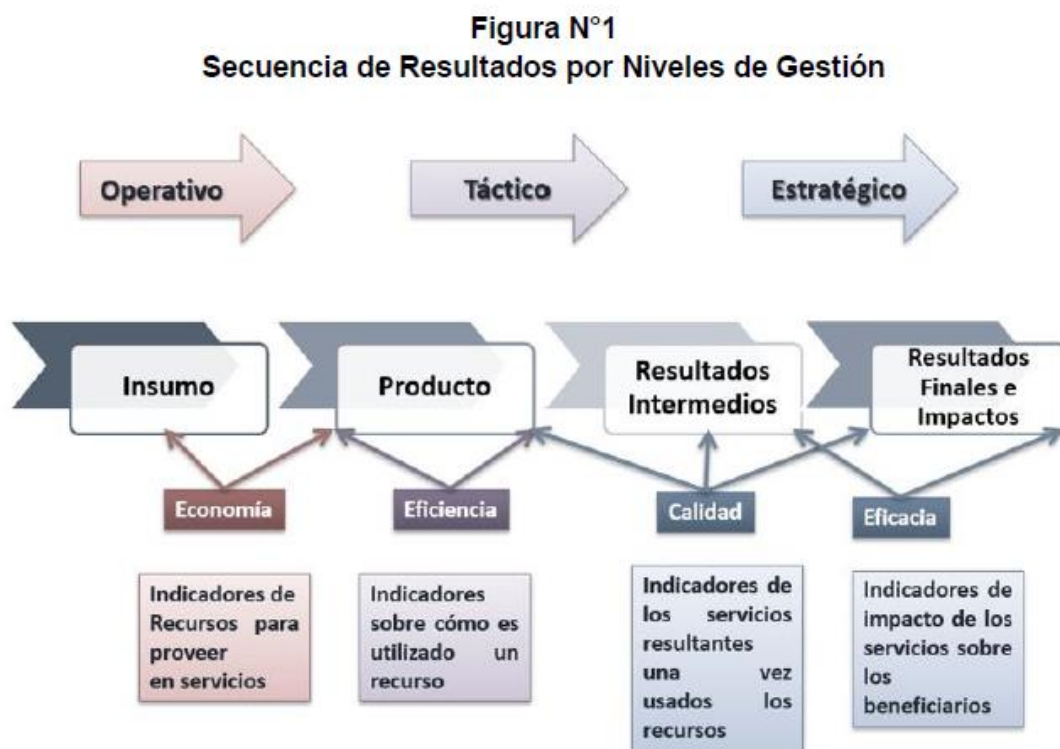 Figura N°1
Secuencia de Resultados por Niveles de Gestión
Operativo
Táctico
Estratégico
Insumo
Producto
Resultados
Intermedios
Resultados
Finales e
Impactos
Economía
Eficiencia
Calidad
Eficacia
Indicadores de
Recursos para
proveer
en servicios
Indicadores
sobre cómo es
utilizado un
recurso
Indicadores de
los servicios
resultantes
una vez
usados los
recursos
Indicadores de
impacto de los
servicios sobre
los
beneficiarios